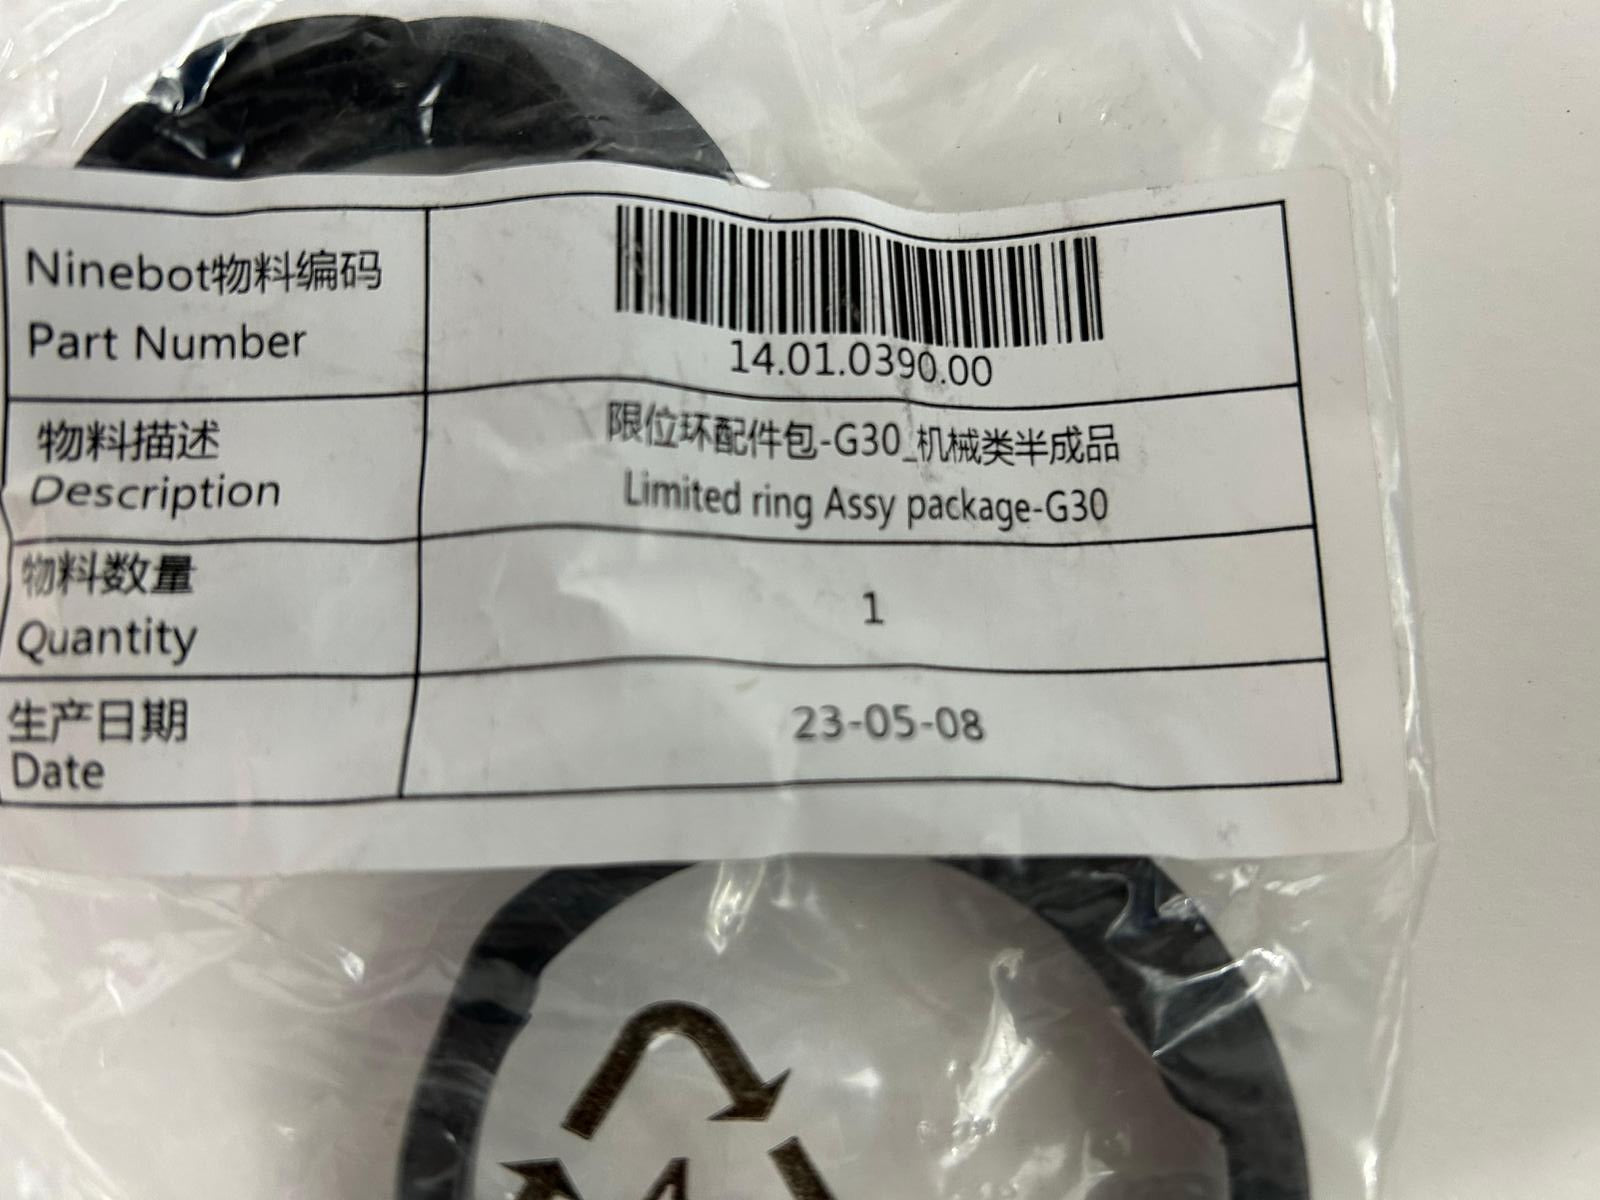 Ninebot物料编码
Part Number
14.01.0390.00
物料描述
Description
限位环配件包-G30_机械类半成品
Limited ring Assy package-G30
物料数量
Quantity
1
生产日期
Date
23-05-08